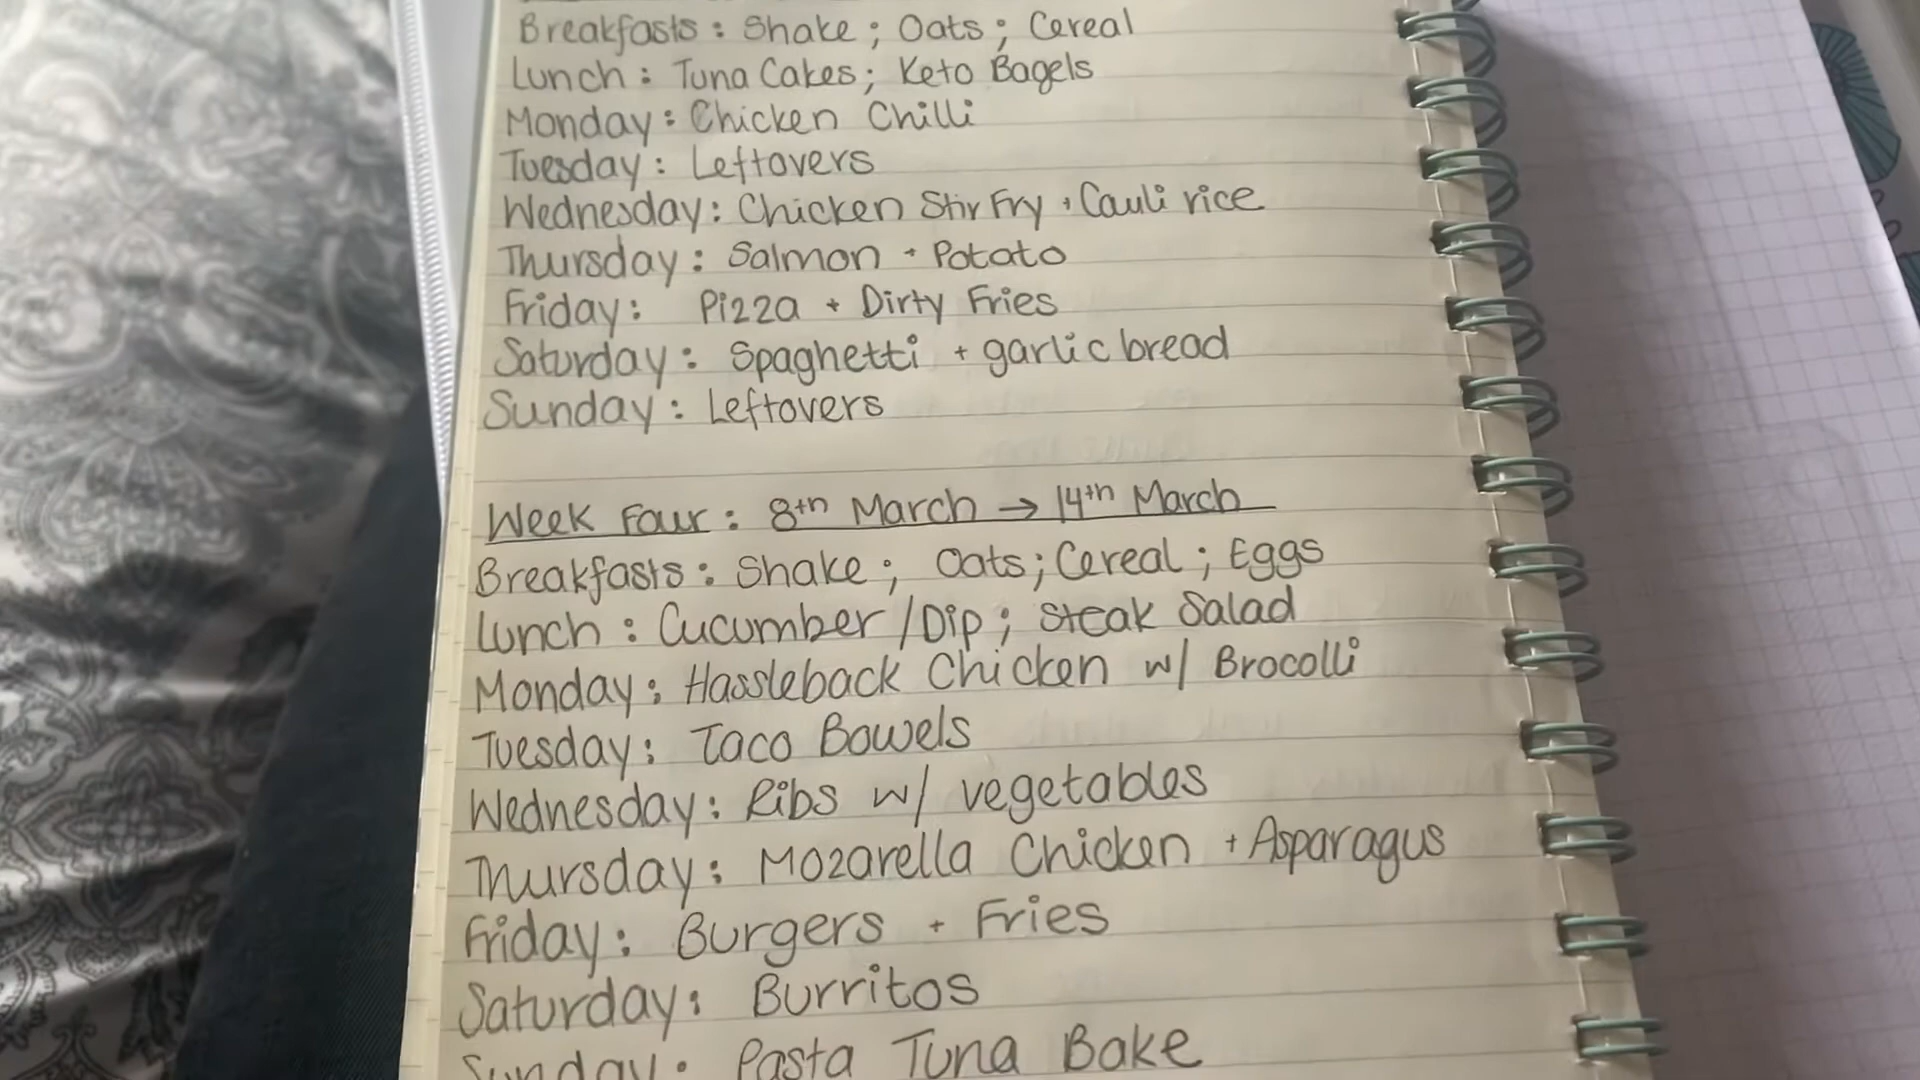 Breakfasts: Shake; Oats; Cereal
Lunch: Tuna Cakes; Keto Bagels
Monday: Chicken Chilli
Tuesday: Leftovers
Wednesday: Chicken Stir Fry + Cauli rice
Thursday: Salmon + Potato
Friday: Pizza + Dirty Fries
Saturday: Spaghetti + garlic bread
Sunday: Leftovers
Week Four: 8th March → 14th March
Breakfasts: Shake; Oats; Cereal; Eggs
Lunch: Cucumber/Dip; Steak Salad
Monday: Hassleback Chicken w/ Brocolli
Tuesday: Taco Bowels
Wednesday: Ribs w/ vegetables
Thursday: Mozarella Chicken + Asparagus
Friday: Burgers + Fries
Saturday: Burritos
Sunday: Pasta Tuna Bake